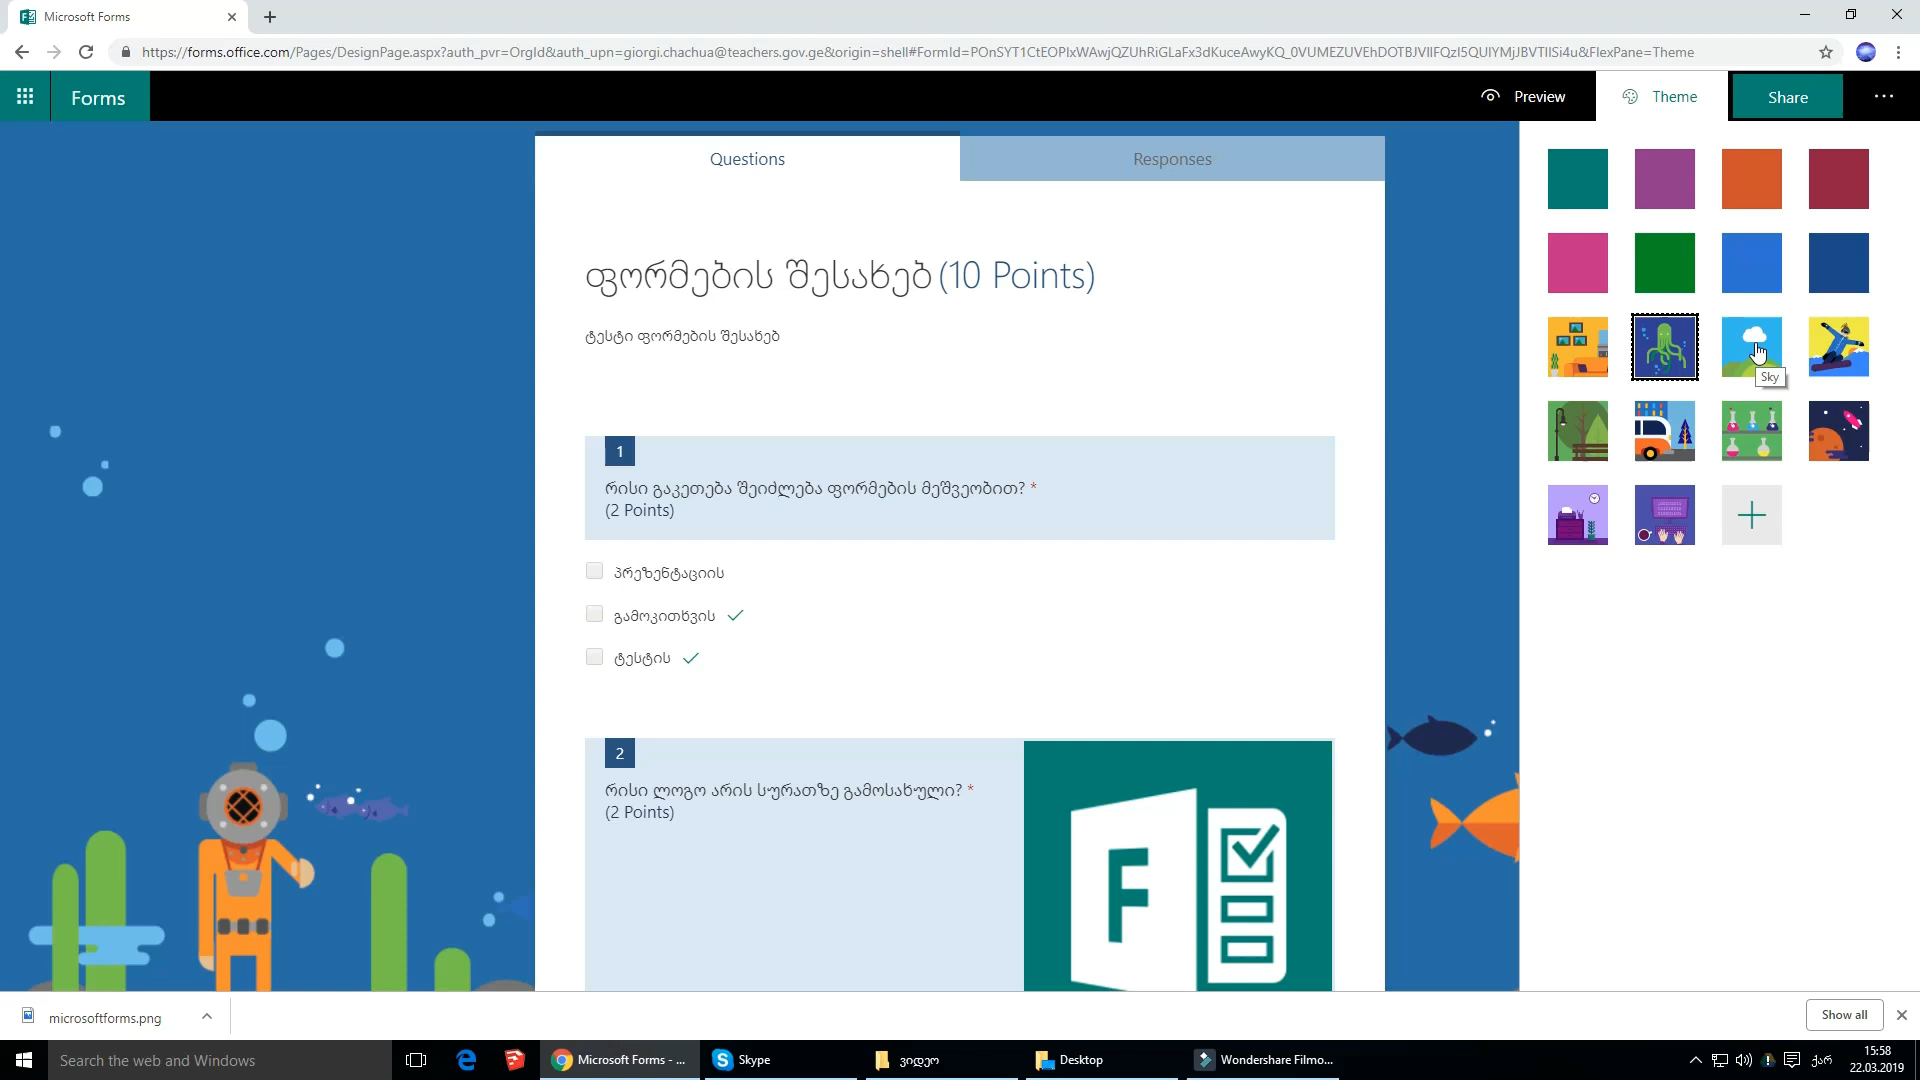 Microsoft Forms
https://forms.office.com/Pages/DesignPage.aspx?auth_pvr=OrgId&auth_upn=giorgi.chachua@teachers.gov.ge&origin=shell#FormId=
Forms
Preview
Theme
Share
Questions
Responses
ფორმების შესახებ (10 Points)
ტესტი ფორმების შესახებ
1
რისი გაკეთება შეიძლება ფორმების მეშვეობით? *
(2 Points)
პრეზენტაციის
გამოკითხვის
ტესტის
2
რისი ლოგო არის სურათზე გამოსახული? *
(2 Points)
F
Sky
microsoftforms.png
Show all
Search the web and Windows
Microsoft Forms - ...
Skype
ვიდეო
Desktop
Wondershare Filmo...
ქარ
15:58
22.03.2019